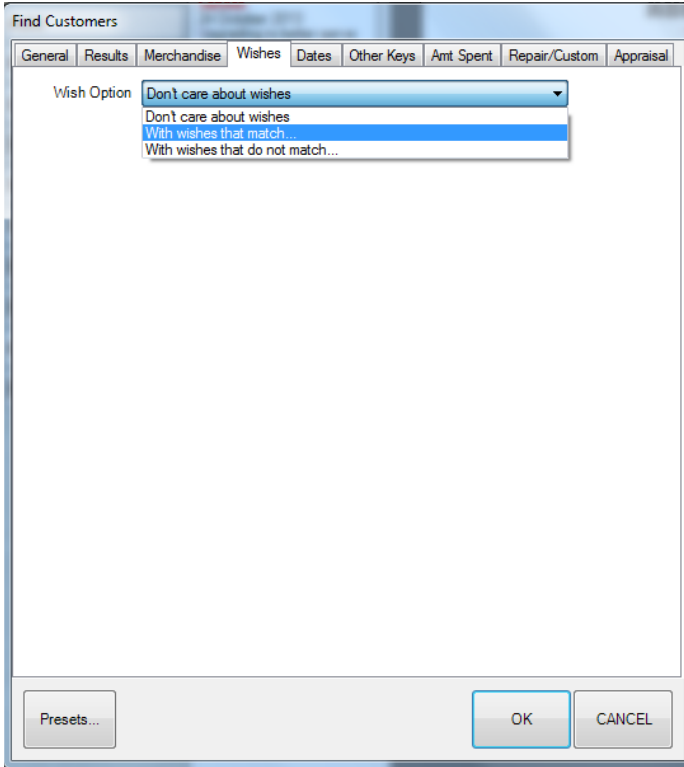 Find Customers
General Results Merchandise Wishes Dates Other Keys Amt Spent Repair/Custom Appraisal
Wish Option Don't care about wishes
Don't care about wishes
With wishes that match...
With wishes that do not match...
Presets... OK CANCEL